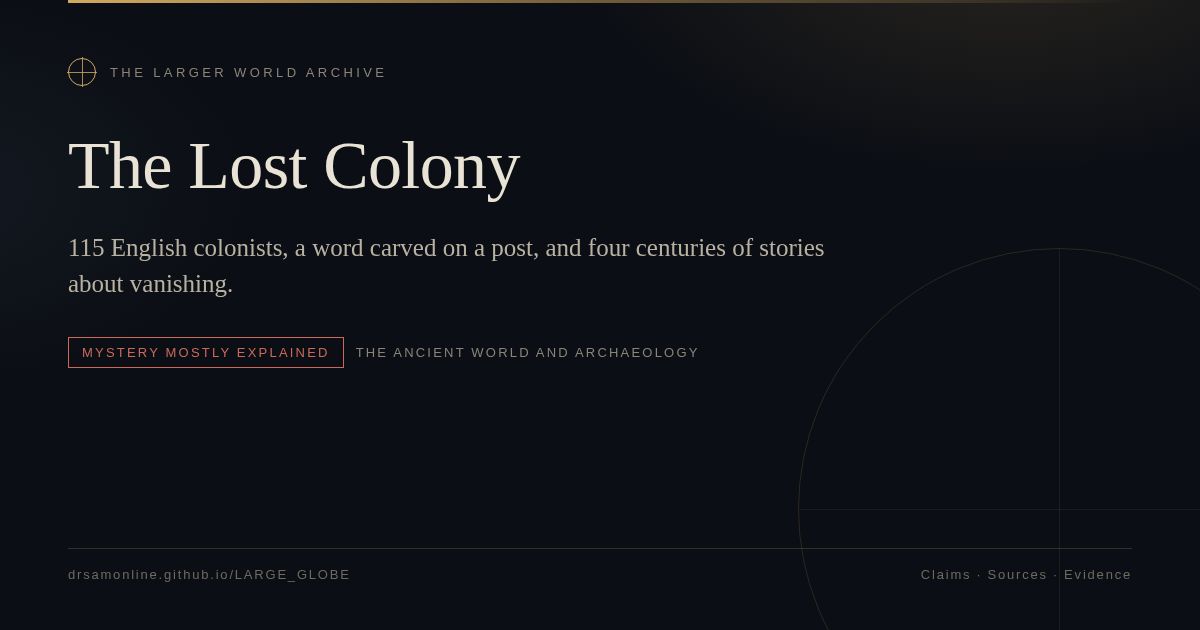 THE LARGER WORLD ARCHIVE
The Lost Colony
115 English colonists, a word carved on a post, and four centuries of stories
about vanishing.
MYSTERY MOSTLY EXPLAINED THE ANCIENT WORLD AND ARCHAEOLOGY
drsamonline.github.io/LARGE_GLOBE Claims · Sources · Evidence